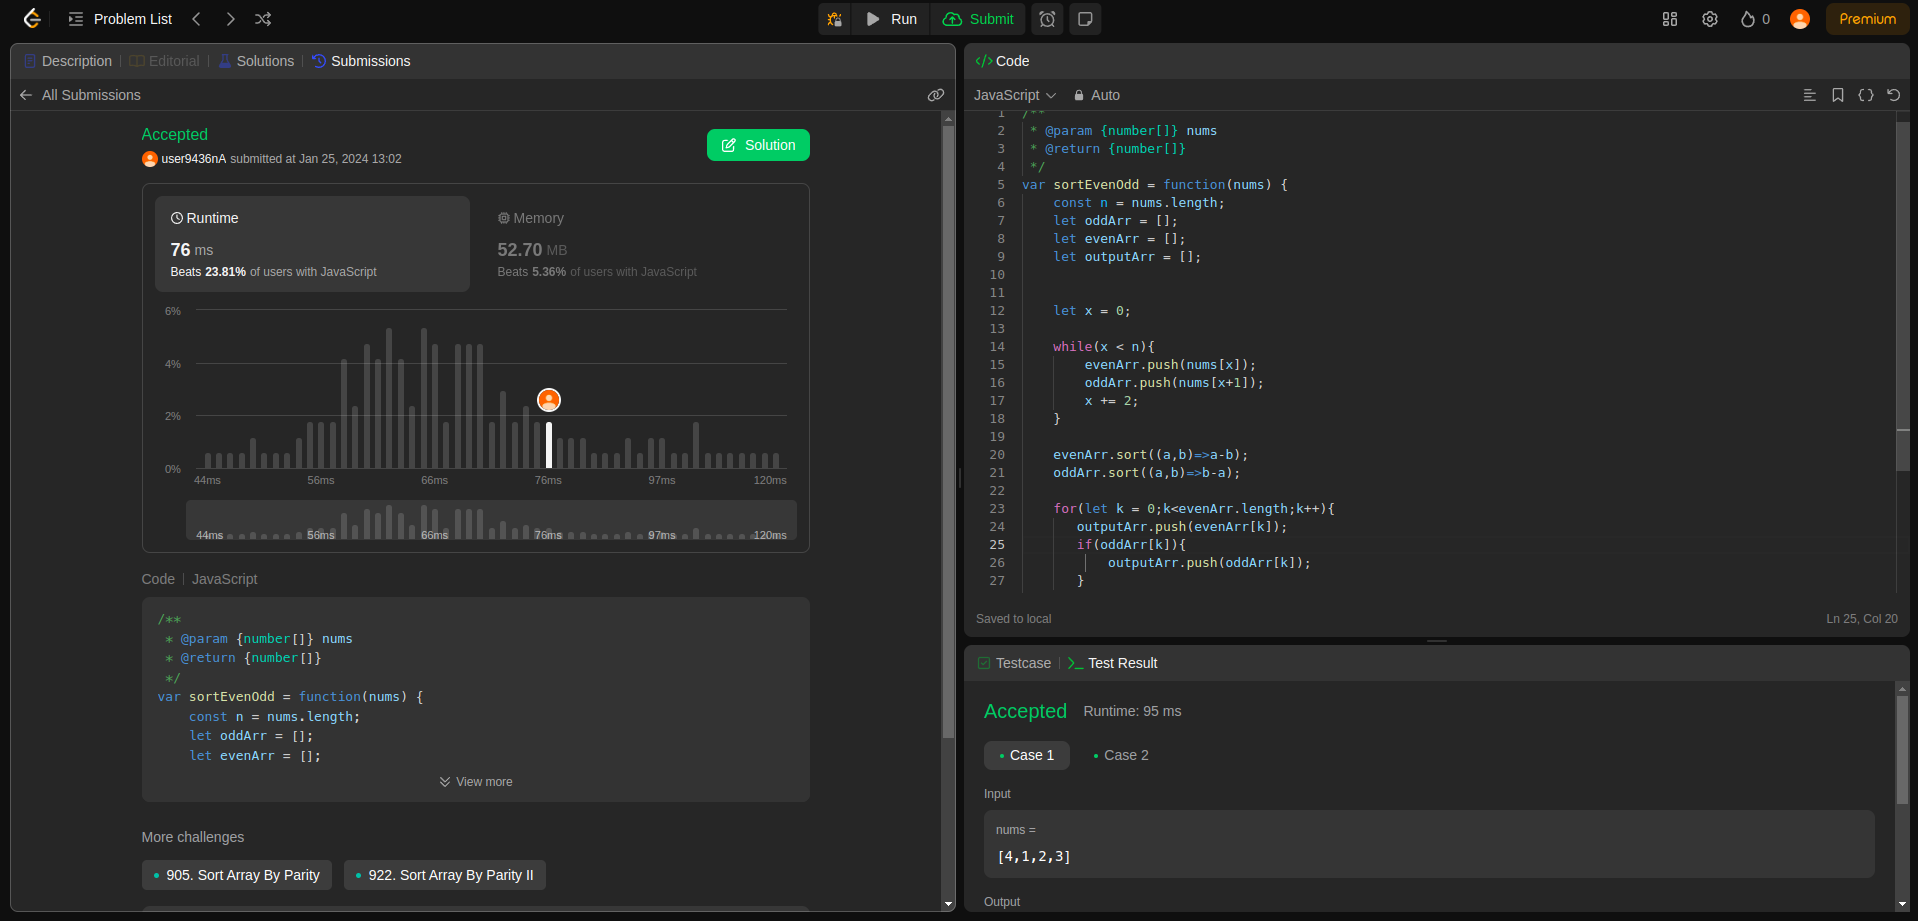 Problem List
Run
Submit
0
Premium
Description | Editorial | Solutions | Submissions
All Submissions
Accepted
user9436nA submitted at Jan 25, 2024 13:02
Solution
Runtime
76 ms
Beats 23.81% of users with JavaScript
Memory
52.70 MB
Beats 5.36% of users with JavaScript
6%
4%
2%
0%
44ms 56ms 66ms 76ms 97ms 120ms
44ms 56ms 66ms 76ms 97ms 120ms
Code | JavaScript
/**
 * @param {number[]} nums
 * @return {number[]}
 */
var sortEvenOdd = function(nums) {
    const n = nums.length;
    let oddArr = [];
    let evenArr = [];
View more
More challenges
905. Sort Array By Parity
922. Sort Array By Parity II
</> Code
JavaScript Auto
1 /**
2  * @param {number[]} nums
3  * @return {number[]}
4  */
5 var sortEvenOdd = function(nums) {
6     const n = nums.length;
7     let oddArr = [];
8     let evenArr = [];
9     let outputArr = [];
10
11
12     let x = 0;
13
14     while(x < n){
15         evenArr.push(nums[x]);
16         oddArr.push(nums[x+1]);
17         x += 2;
18     }
19
20     evenArr.sort((a,b)=>a-b);
21     oddArr.sort((a,b)=>b-a);
22
23     for(let k = 0;k<evenArr.length;k++){
24        outputArr.push(evenArr[k]);
25        if(oddArr[k]){
26            outputArr.push(oddArr[k]);
27        }
Saved to local
Ln 25, Col 20
Testcase | Test Result
Accepted Runtime: 95 ms
Case 1
Case 2
Input
nums =
[4,1,2,3]
Output